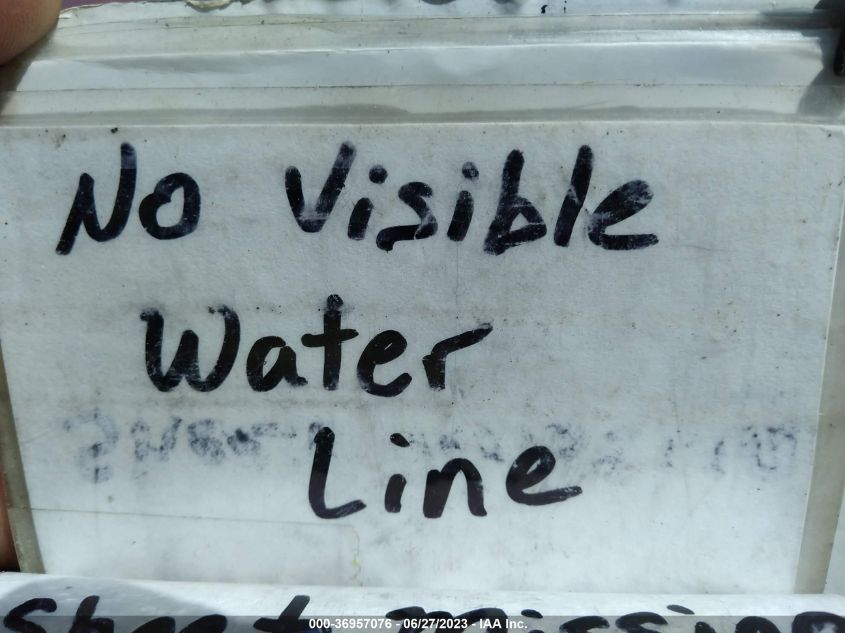 No Visible
Water
Line
000-36957076 - 06/27/2023 - IAA Inc.